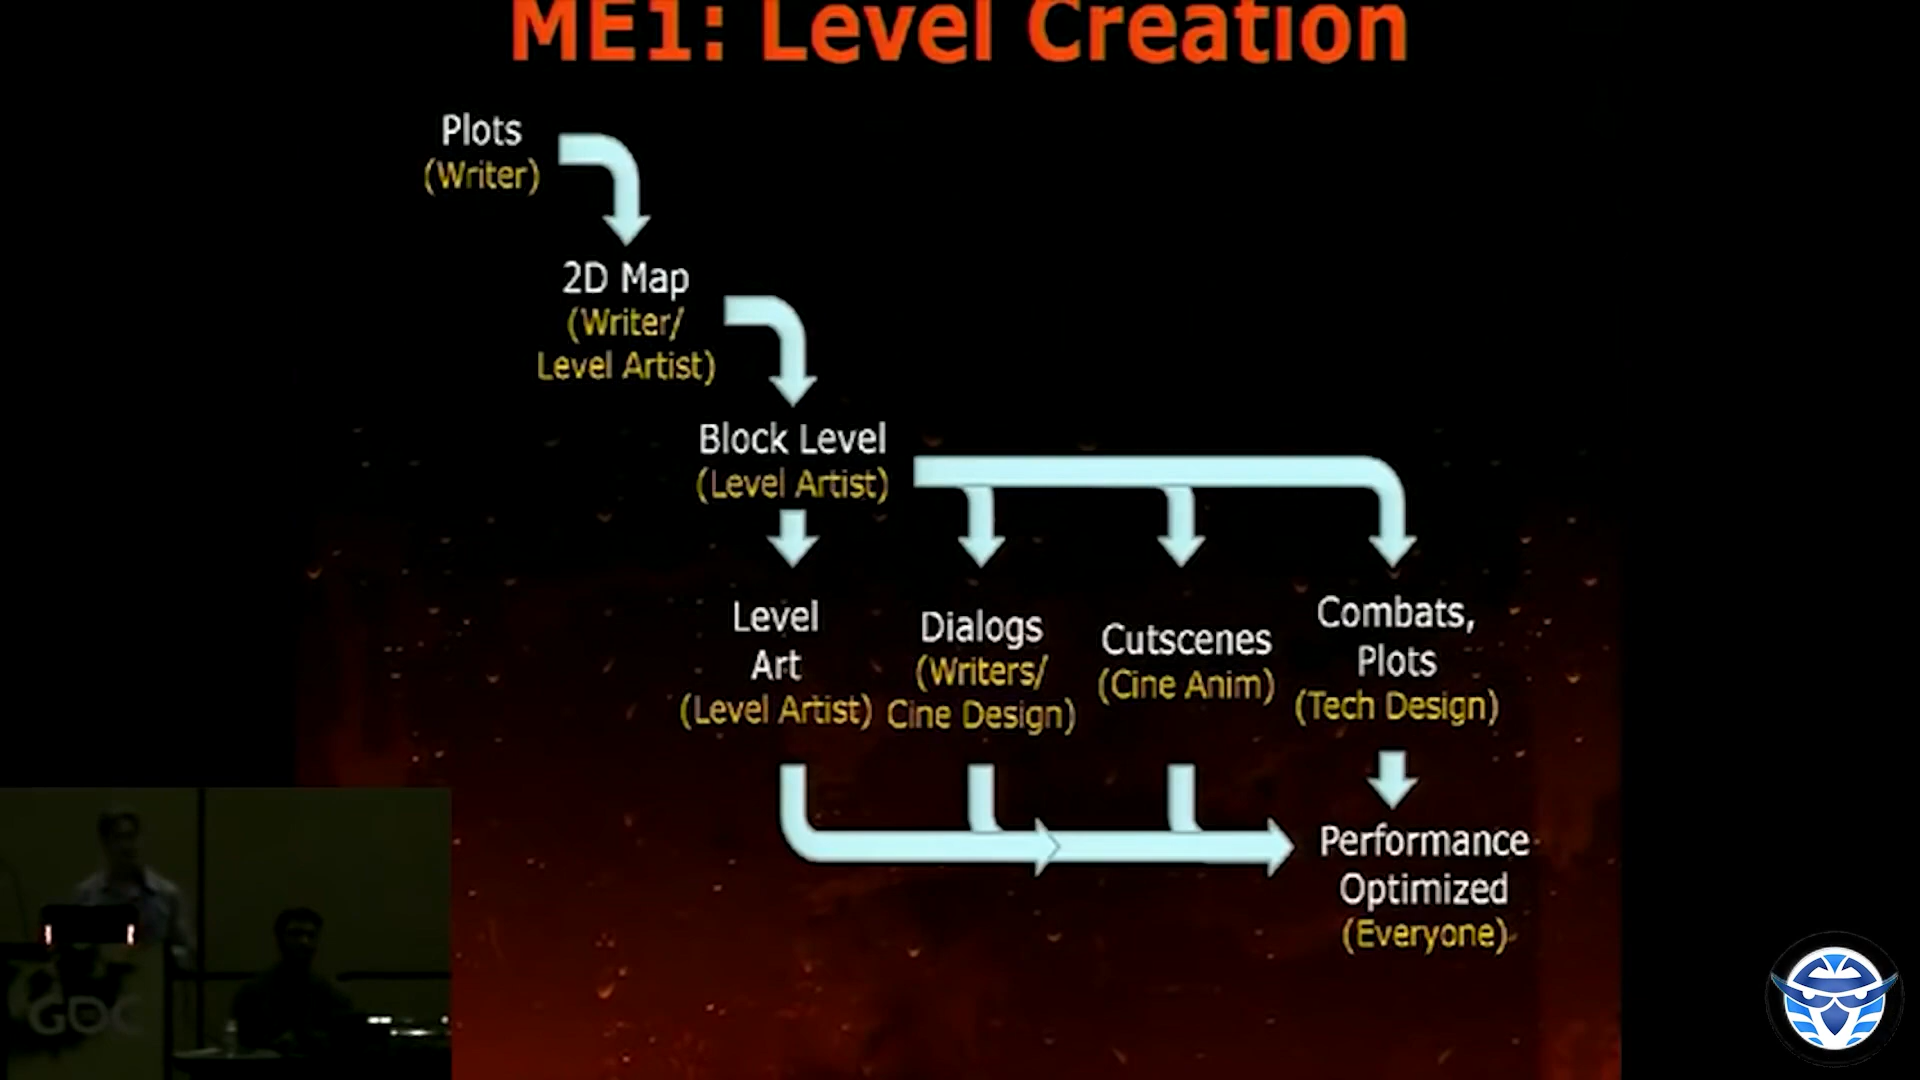 ME1: Level Creation
Plots
(Writer)
2D Map
(Writer/
Level Artist)
Block Level
(Level Artist)
Level
Art
(Level Artist)
Dialogs
(Writers/
Cine Design)
Cutscenes
(Cine Anim)
Combats,
Plots
(Tech Design)
Performance
Optimized
(Everyone)
GDC